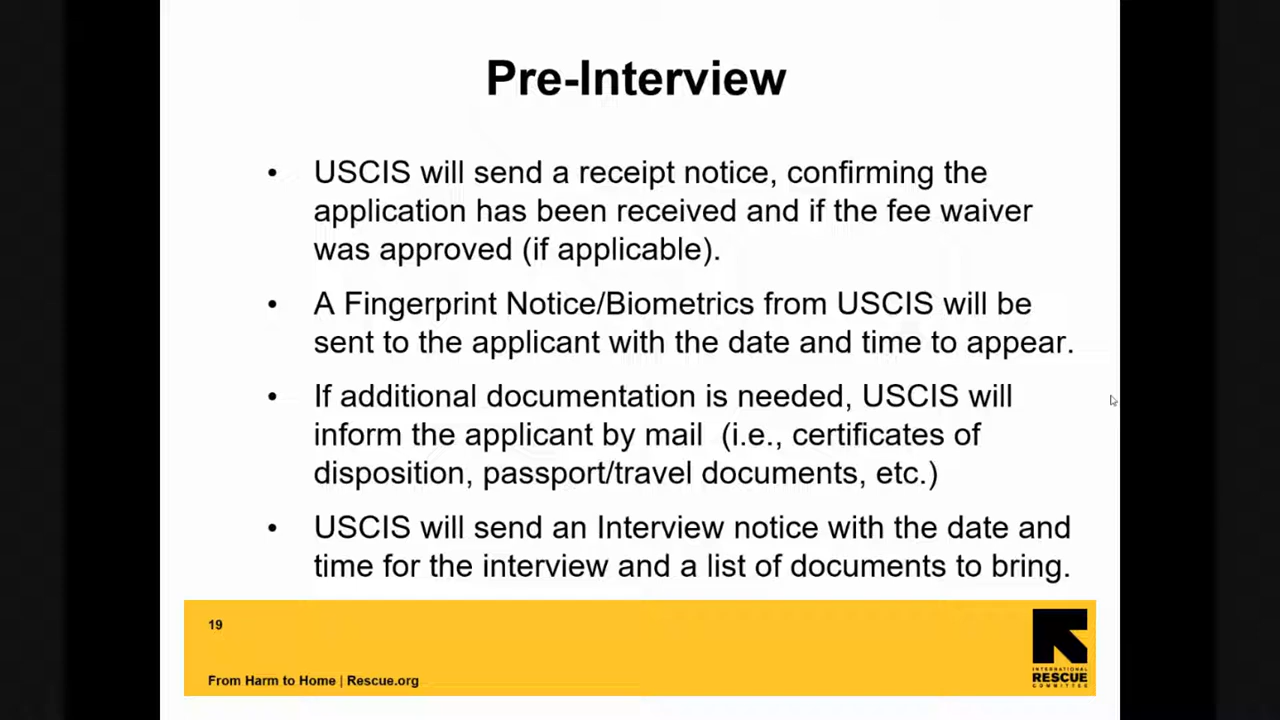 Pre-Interview
• USCIS will send a receipt notice, confirming the
application has been received and if the fee waiver
was approved (if applicable).
• A Fingerprint Notice/Biometrics from USCIS will be
sent to the applicant with the date and time to appear.
• If additional documentation is needed, USCIS will
inform the applicant by mail  (i.e., certificates of
disposition, passport/travel documents, etc.)
• USCIS will send an Interview notice with the date and
time for the interview and a list of documents to bring.
19
From Harm to Home | Rescue.org
INTERNATIONAL
RESCUE
COMMITTEE